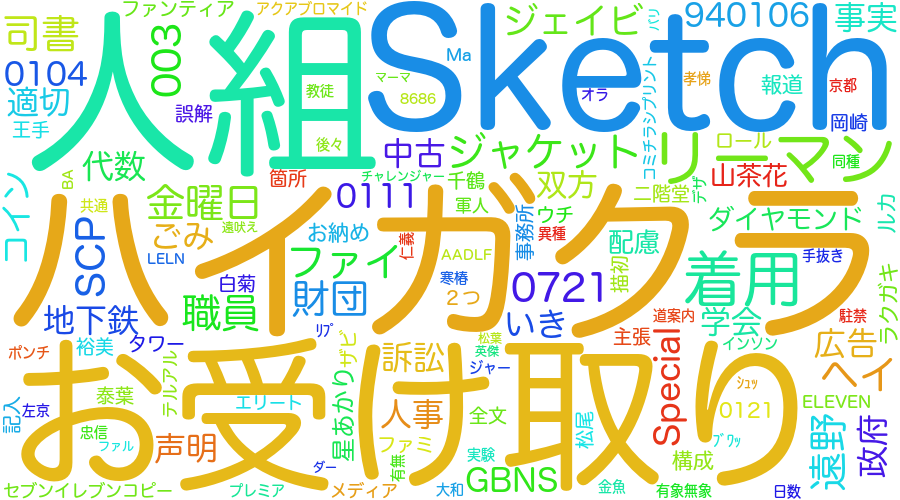 ファンティア
アクアブロマイド
人組
Sketch
ジェイビ
パリ
940106
事実
司書
003
Ma
コミチラシプリント
孝悌
報道
京都
0104
マーマ
教徒
8686
オラ
適切
誤解
王手
後々
岡崎
代数
中古
ジャケット
リーマン
ロール
同種
BA
箇所
チャレンジャー
千鶴
双方
二階堂
デザ
山茶花
コイン
共通
金曜日
0111
軍人
事務所
ウチ
ダイヤモンド
ルカ
遠吠え
ハイガクラ
SCP
ごみ
お納め
仁義
異種
配慮
LELN
ファイ
AADLF
手抜き
白菊
寒椿
描初
着用
職員
財団
2つ
0721
ラクガキ
地下鉄
いき
道案内
学会
駐禁
タワー
リプ
ザビ
松葉
主張
インソン
広告
ポンチ
裕美
訴訟
英傑
Special
お受け取り
テルアル
ジャー
ヘイ
泰葉
星あかり
シュッ
記入
左京
エリート
人事
全文
松尾
0121
ELEVEN
忠信
ファル
声明
ファミ
ブワッ
遠野
政府
有無
実験
構成
ダー
GBNS
セブンイレブンコピー
プレミア
メディア
大和
金魚
有象無象
日数